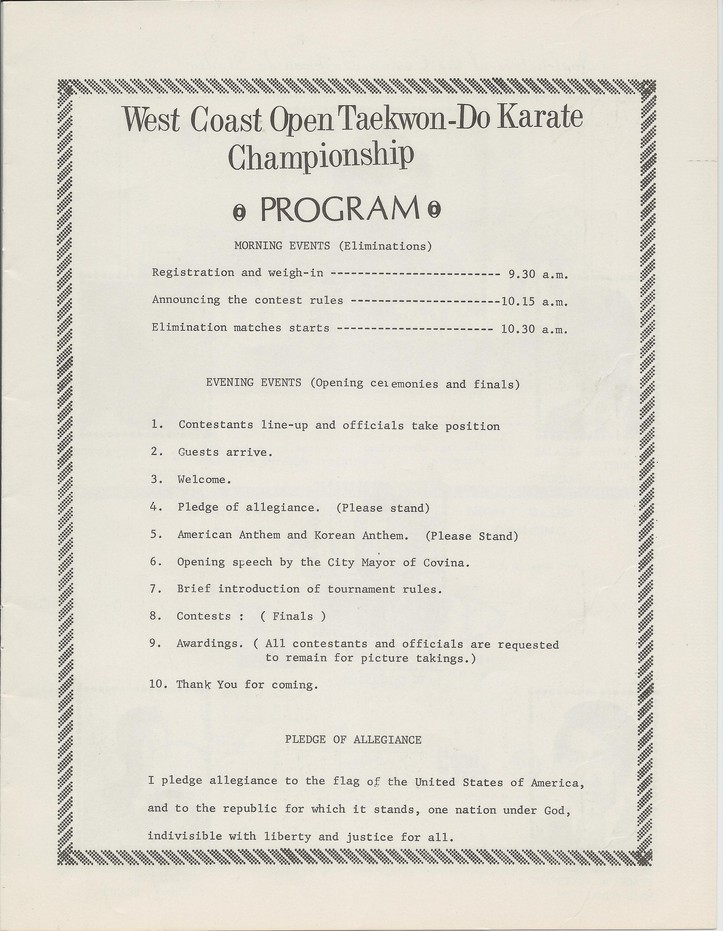 West Coast Open Taekwon-Do Karate
Championship
PROGRAM
MORNING EVENTS (Eliminations)
Registration and weigh-in ------------------------- 9.30 a.m.
Announcing the contest rules ----------------------10.15 a.m.
Elimination matches starts ----------------------- 10.30 a.m.
EVENING EVENTS (Opening ceremonies and finals)
1. Contestants line-up and officials take position
2. Guests arrive.
3. Welcome.
4. Pledge of allegiance. (Please stand)
5. American Anthem and Korean Anthem. (Please Stand)
6. Opening speech by the City Mayor of Covina.
7. Brief introduction of tournament rules.
8. Contests : ( Finals )
9. Awardings. ( All contestants and officials are requested
to remain for picture takings.)
10. Thank You for coming.
PLEDGE OF ALLEGIANCE
I pledge allegiance to the flag of the United States of America,
and to the republic for which it stands, one nation under God,
indivisible with liberty and justice for all.